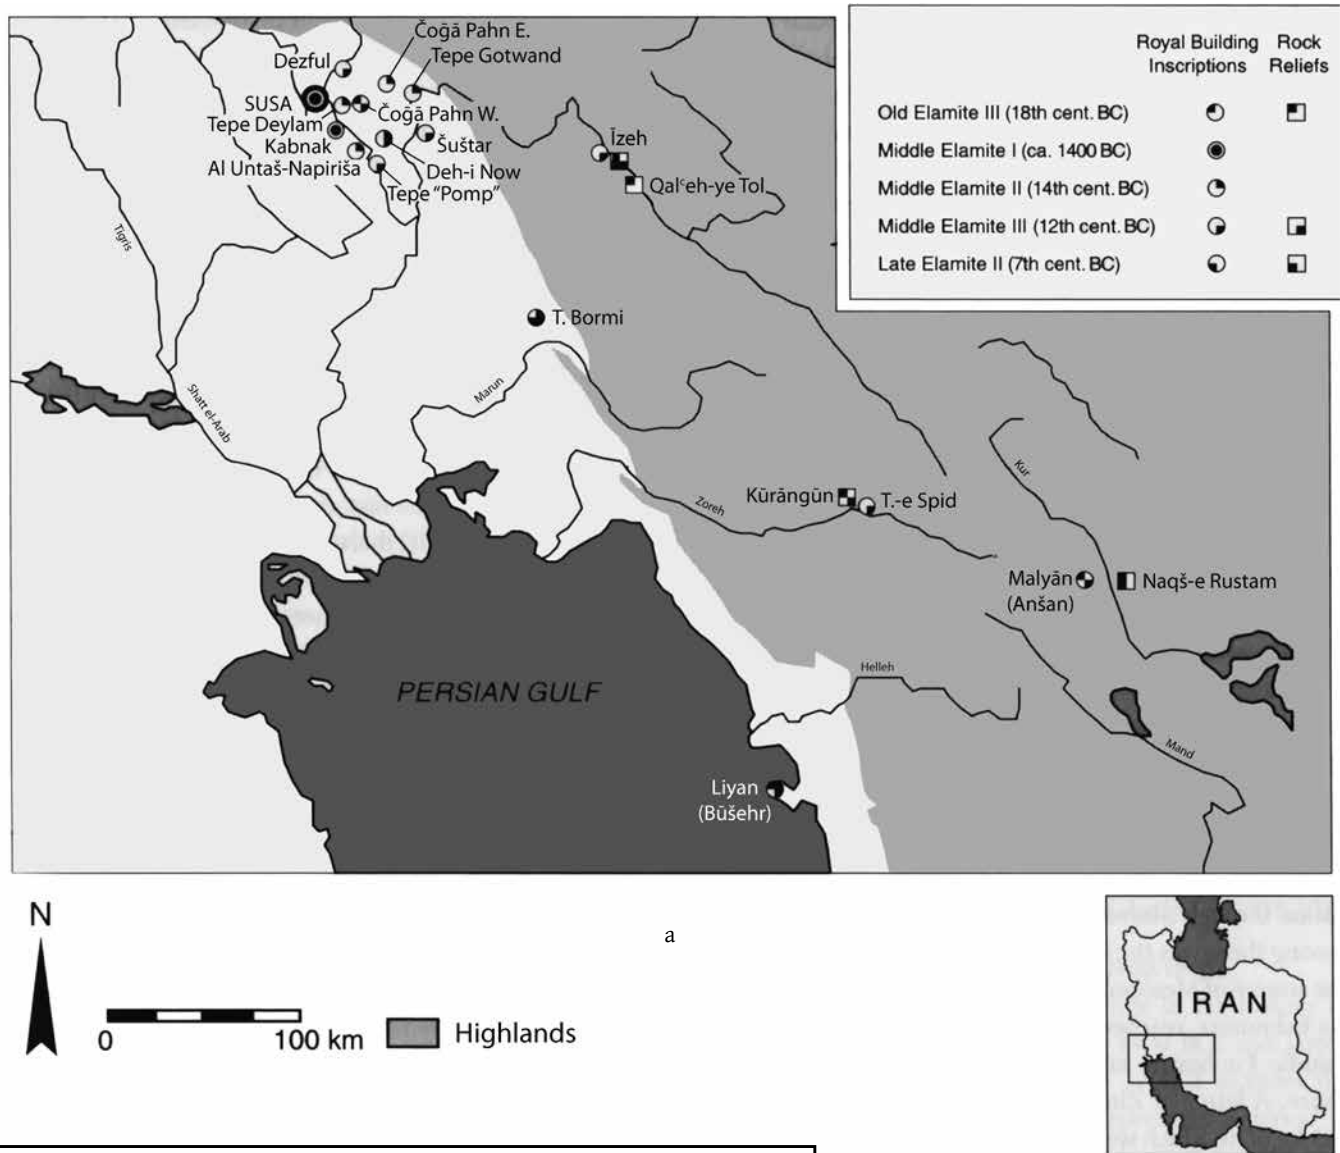 Čoḡā Pahn E.
Tepe Gotwand
Dezful
SUSA
Čoḡā Pahn W.
Tepe Deylam
Kabnak
Šuštar
Al Untaš-Napiriša
Deh-i Now
Tepe “Pomp”
Īzeh
Qalᶜeh-ye Tol
Tigris
T. Bormi
Marun
Shatt el-Arab
Kur
Kūrāngūn
T.-e Spid
Zoreh
Malyān
(Anšan)
Naqš-e Rustam
Helleh
PERSIAN GULF
Mand
Liyan
(Būšehr)
Royal Building
Inscriptions
Rock
Reliefs
Old Elamite III (18th cent. BC)
Middle Elamite I (ca. 1400 BC)
Middle Elamite II (14th cent. BC)
Middle Elamite III (12th cent. BC)
Late Elamite II (7th cent. BC)
N
a
0
100 km
Highlands
IRAN